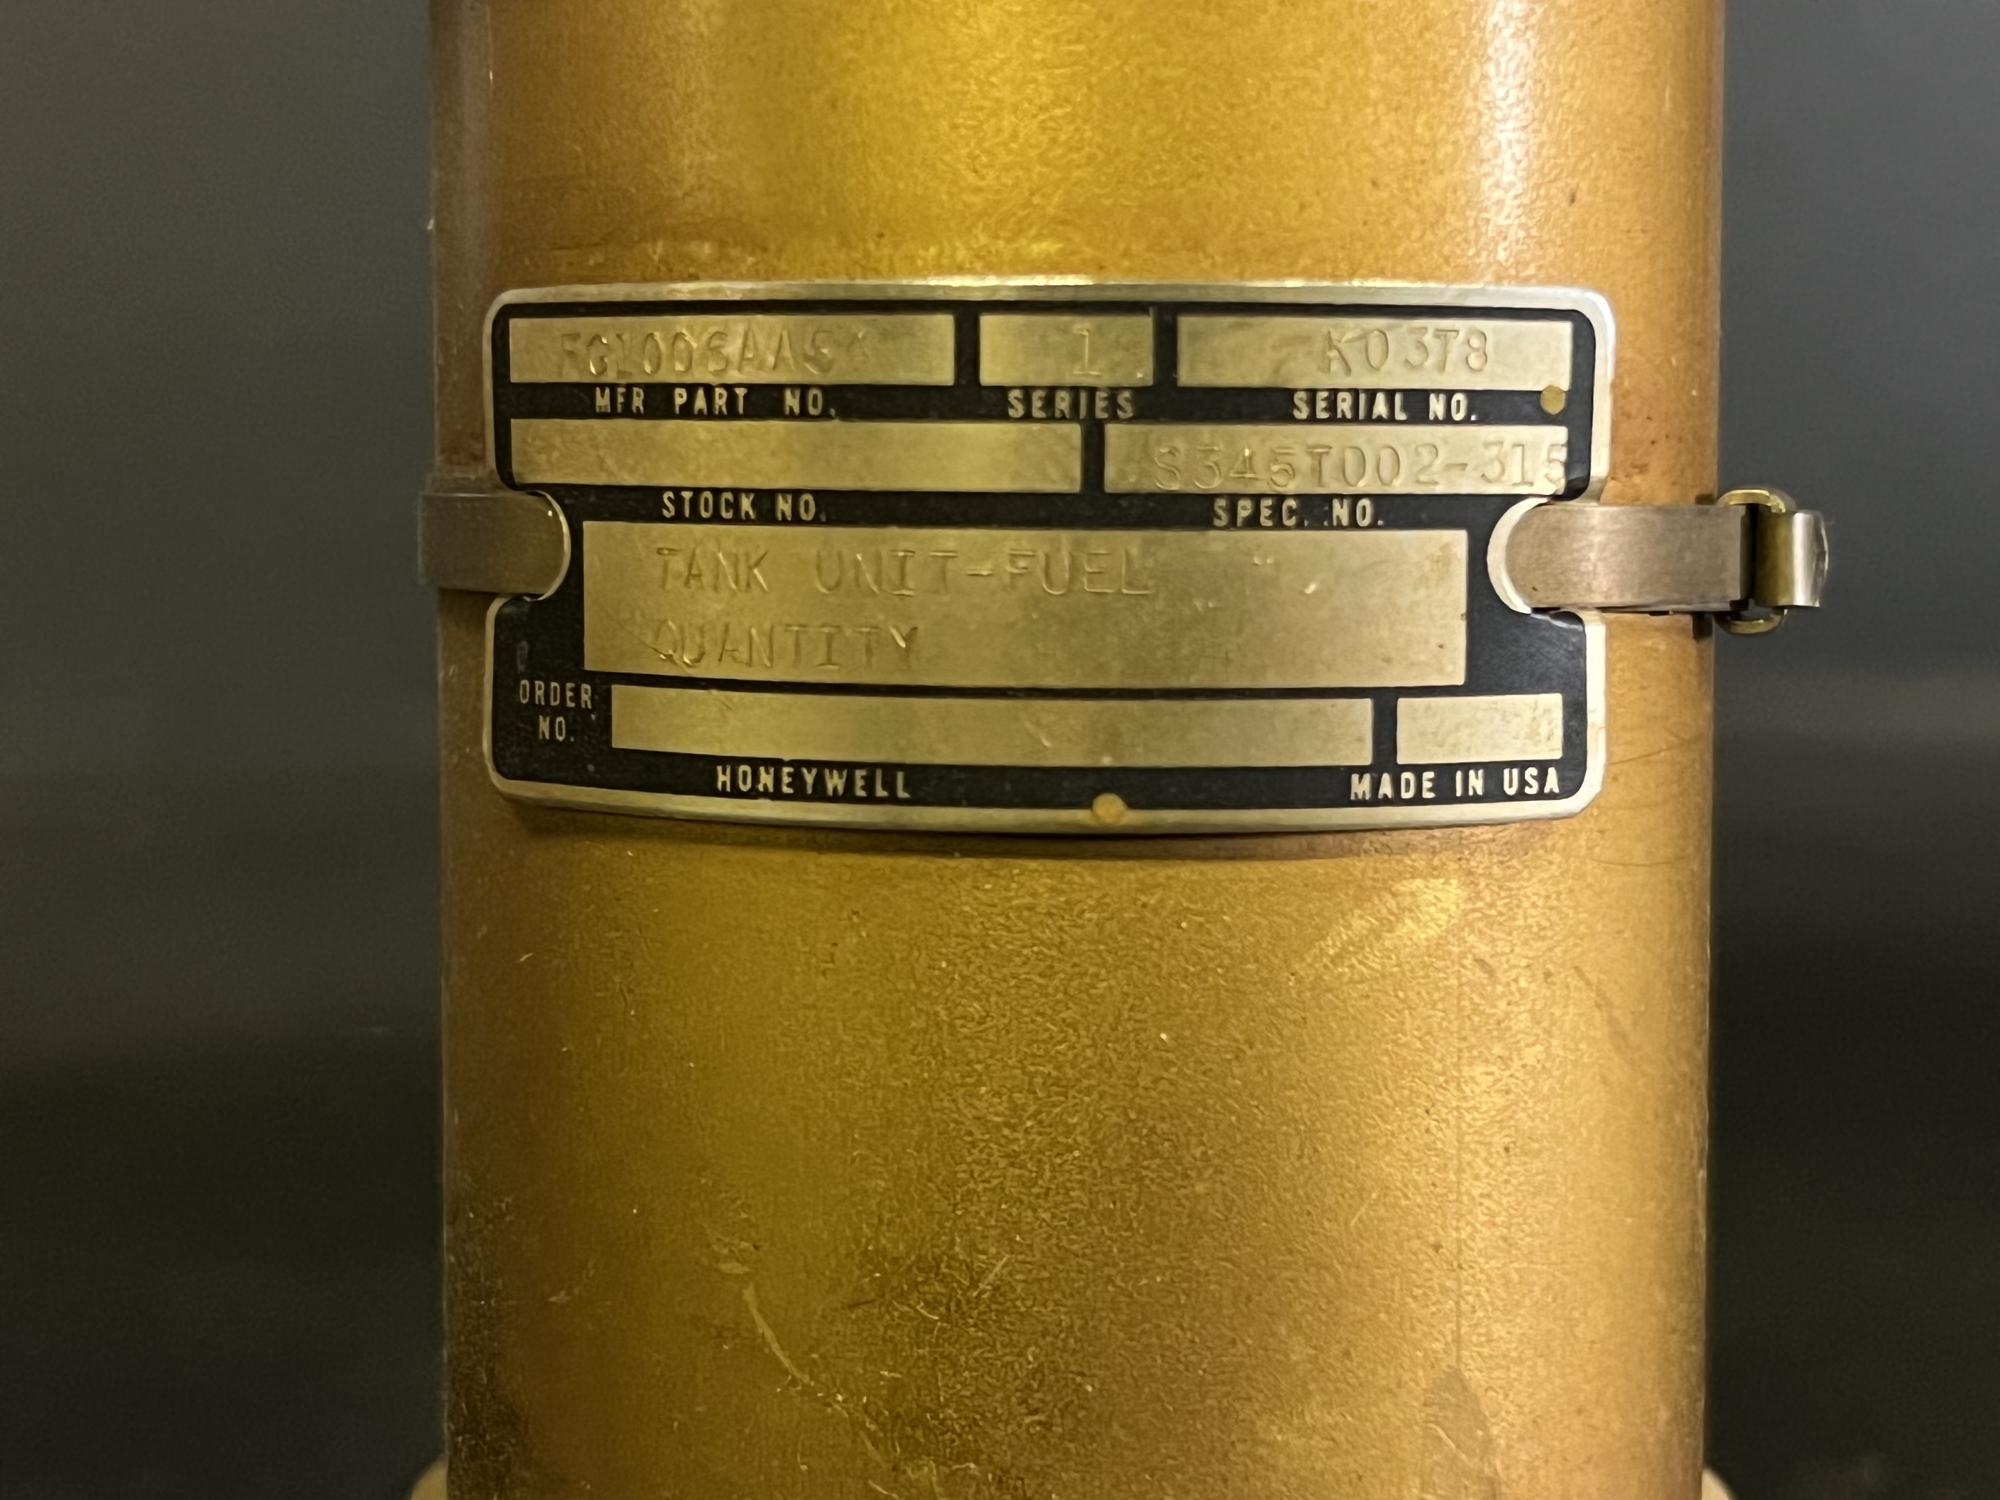 1 K0378
MFR PART NO. SERIES SERIAL NO.
S345T002-315
STOCK NO. SPEC. NO.
TANK UNIT-FUEL
QUANTITY
ORDER
NO.
HONEYWELL MADE IN USA